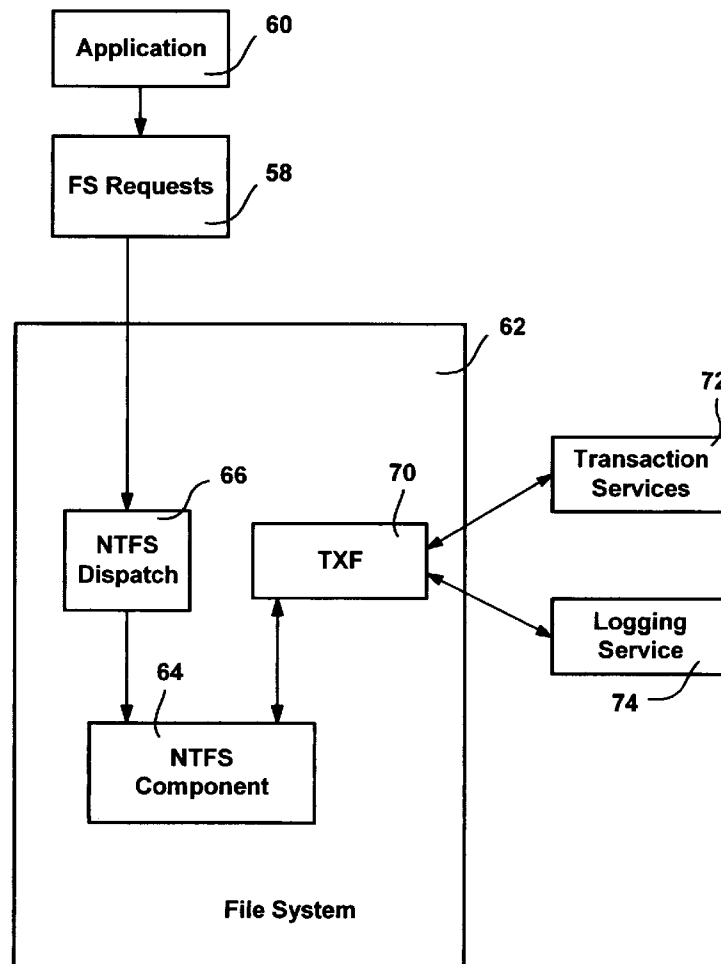 Application
60
FS Requests
58
62
72
Transaction
Services
66
NTFS
Dispatch
70
TXF
Logging
Service
74
64
NTFS
Component
File System